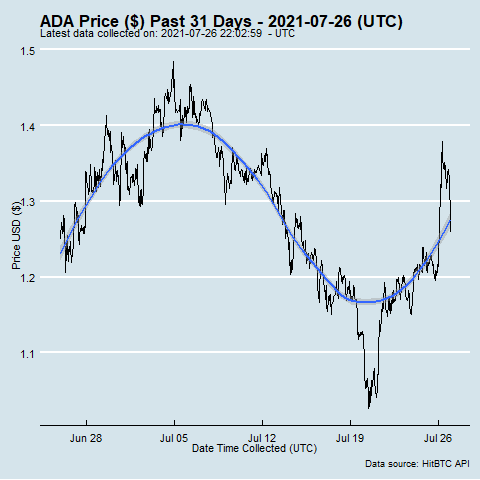 ADA Price ($) Past 31 Days - 2021-07-26 (UTC)
Latest data collected on: 2021-07-26 22:02:59 - UTC
1.5
1.4
1.3
1.2
1.1
Price USD ($)
Jun 28
Jul 05
Jul 12
Jul 19
Jul 26
Date Time Collected (UTC)
Data source: HitBTC API